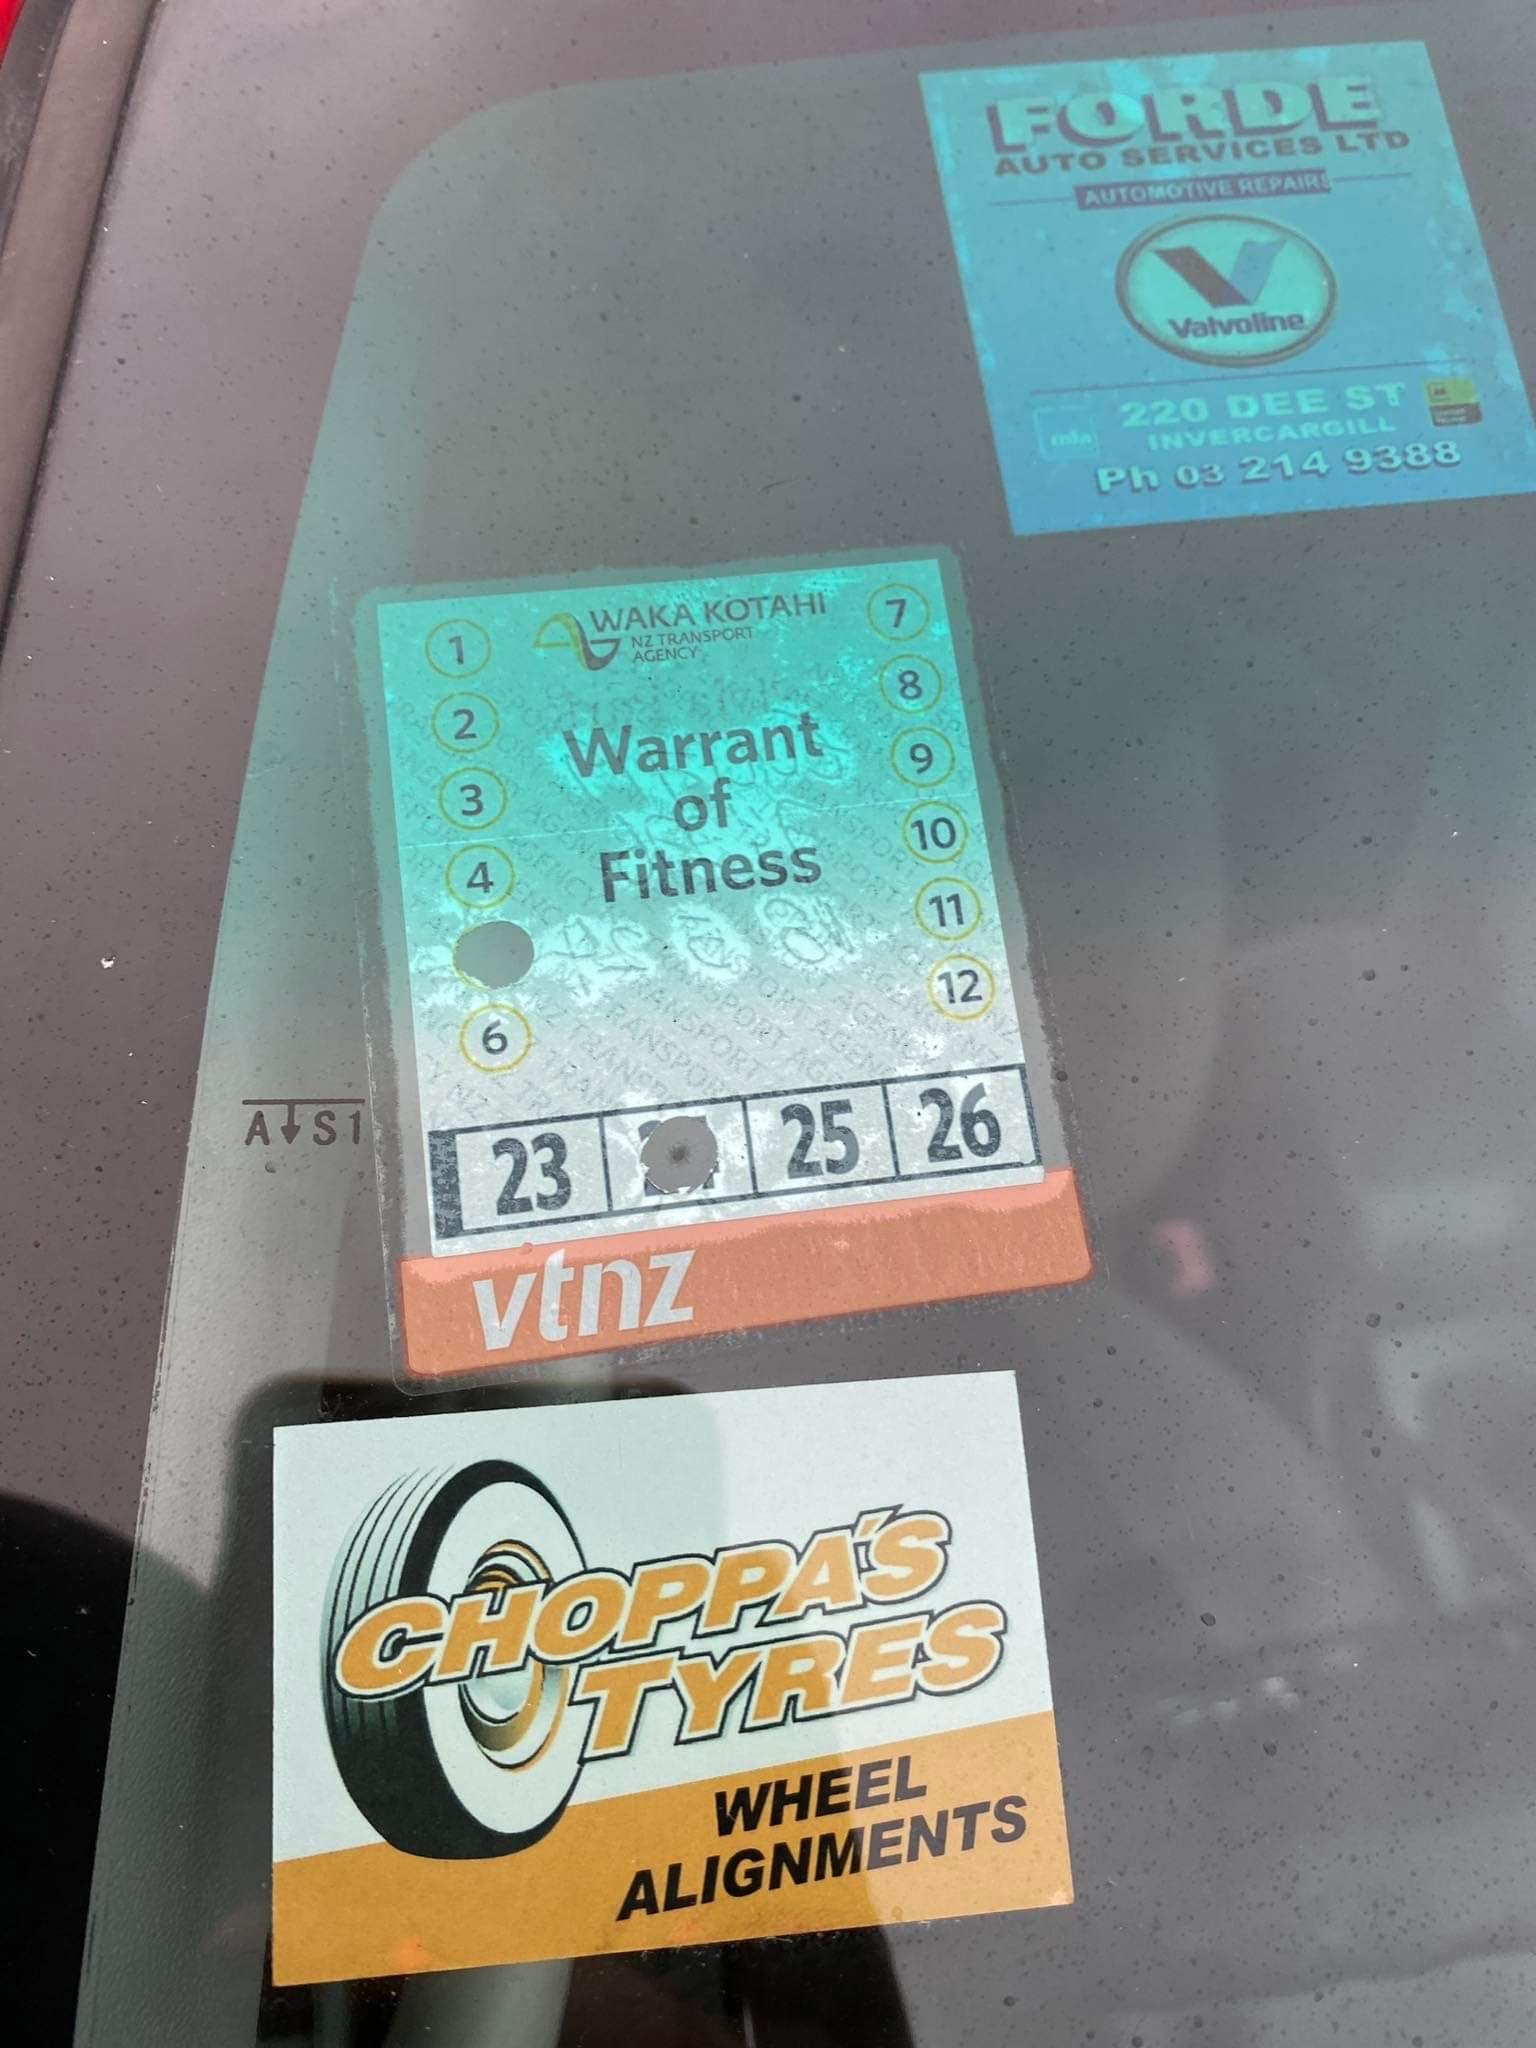 FORDE
AUTO SERVICES LTD
AUTOMOTIVE REPAIRS
Valvoline
mta
220 DEE ST
INVERCARGILL
Ph 03 214 9388
WAKA KOTAHI
NZ TRANSPORT
AGENCY
Warrant
of
Fitness
1
2
3
4
6
7
8
9
10
11
12
23
25
26
vtnz
A↓S1
CHOPPA'S
TYRES
WHEEL
ALIGNMENTS